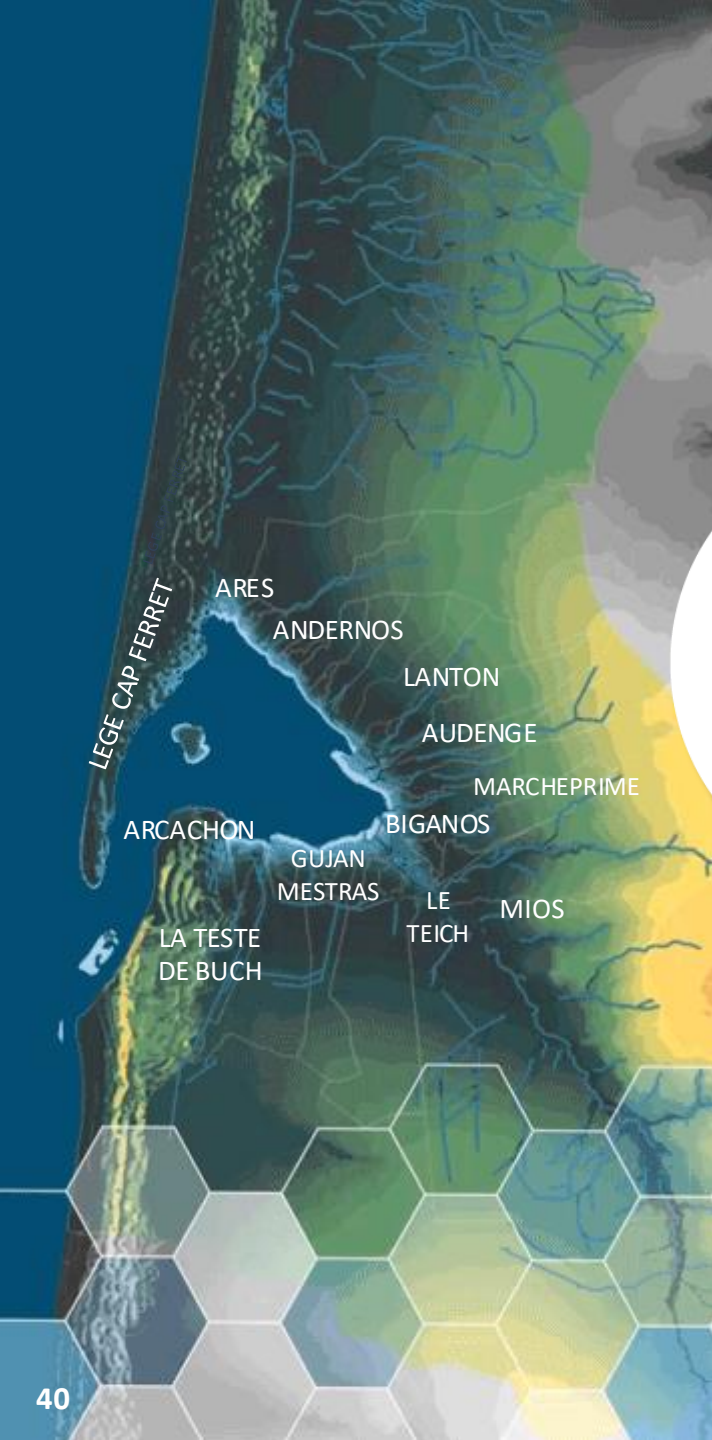 ARES
ANDERNOS
LEGE CAP FERRET
LANTON
AUDENGE
MARCHEPRIME
BIGANOS
ARCACHON
GUJAN
MESTRAS
LE
TEICH
MIOS
LA TESTE
DE BUCH
40